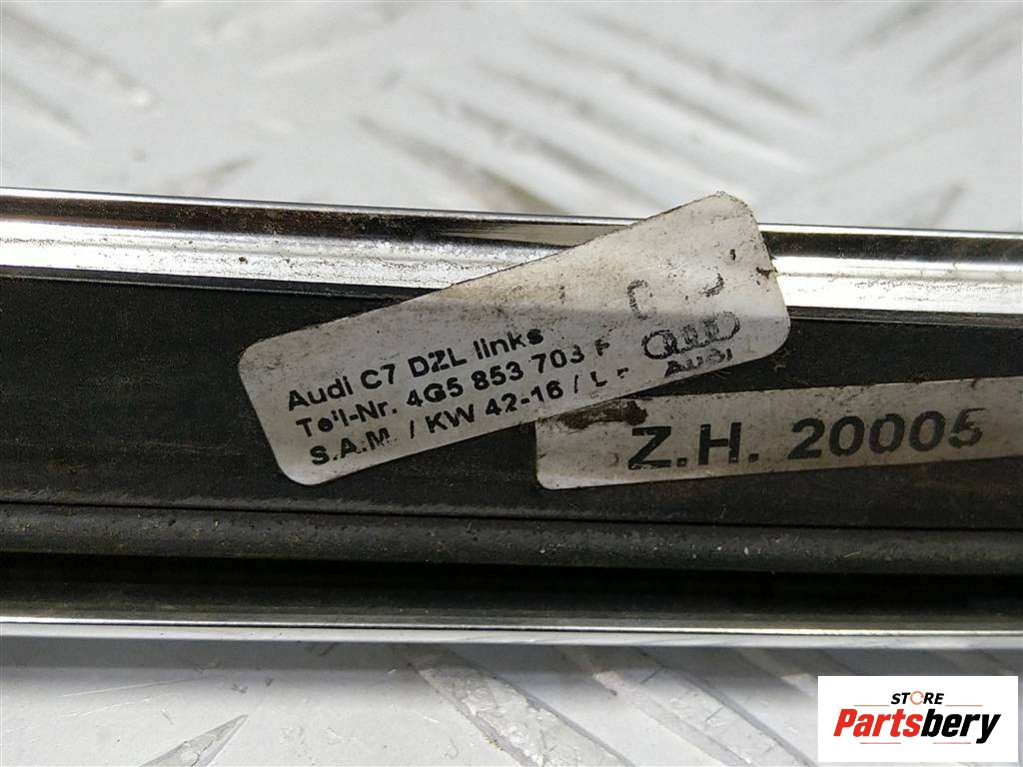 Audi C7 DZL links
Teil-Nr. 4G5 853 703 F
S.A.M. / KW 42-16 / L
Audi
Z.H. 20005
STORE
Partsbery